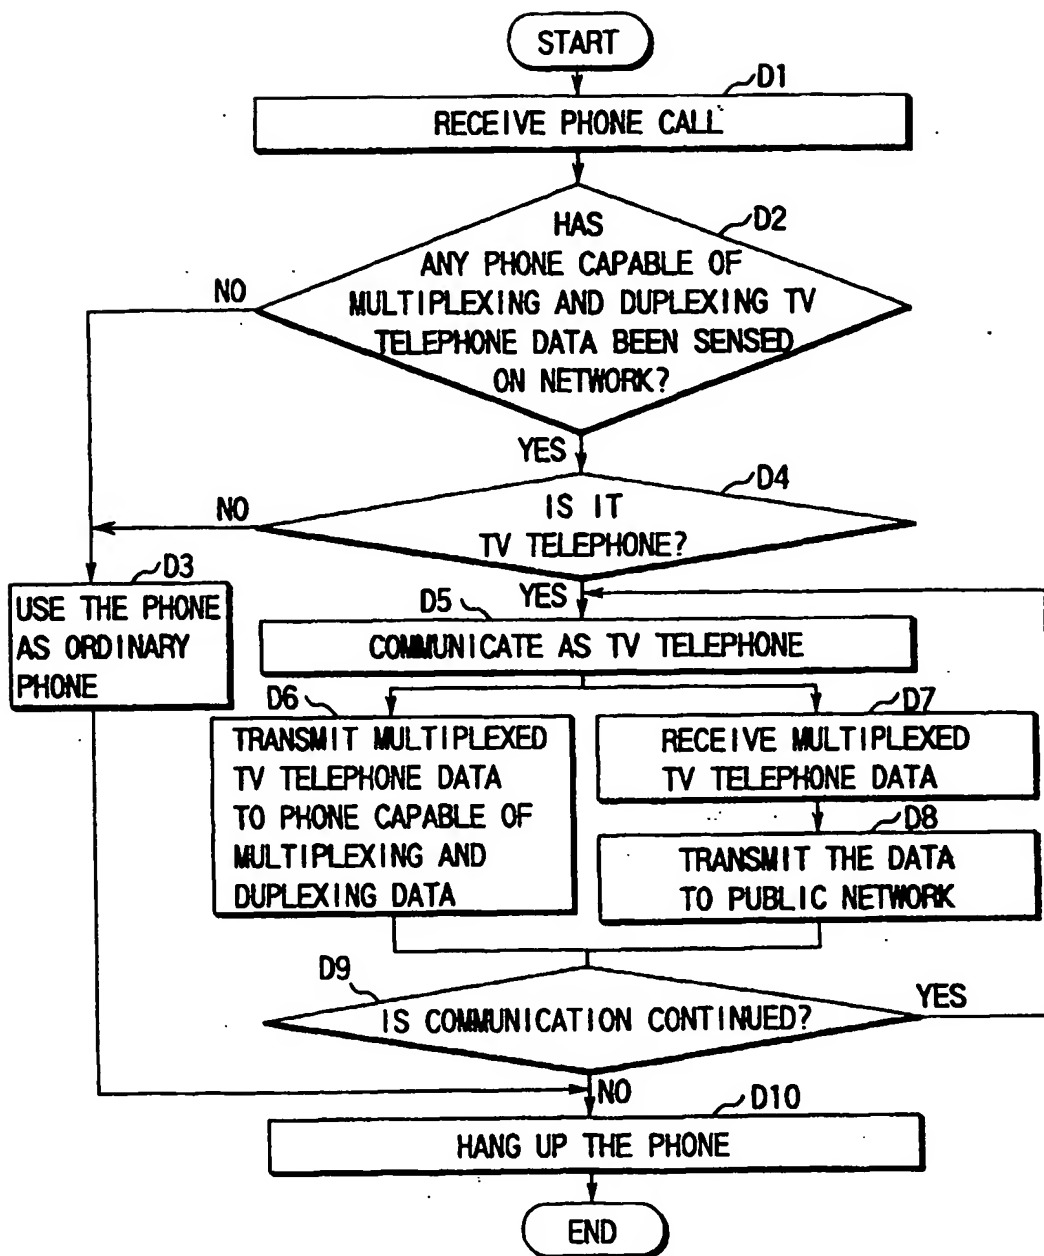 START
D1
RECEIVE PHONE CALL
D2
HAS
ANY PHONE CAPABLE OF
MULTIPLEXING AND DUPLEXING TV
TELEPHONE DATA BEEN SENSED
ON NETWORK?
NO
YES
D4
IS IT
TV TELEPHONE?
NO
YES
D3
USE THE PHONE
AS ORDINARY
PHONE
D5
COMMUNICATE AS TV TELEPHONE
D6
TRANSMIT MULTIPLEXED
TV TELEPHONE DATA
TO PHONE CAPABLE OF
MULTIPLEXING AND
DUPLEXING DATA
D7
RECEIVE MULTIPLEXED
TV TELEPHONE DATA
D8
TRANSMIT THE DATA
TO PUBLIC NETWORK
D9
IS COMMUNICATION CONTINUED?
YES
NO
D10
HANG UP THE PHONE
END